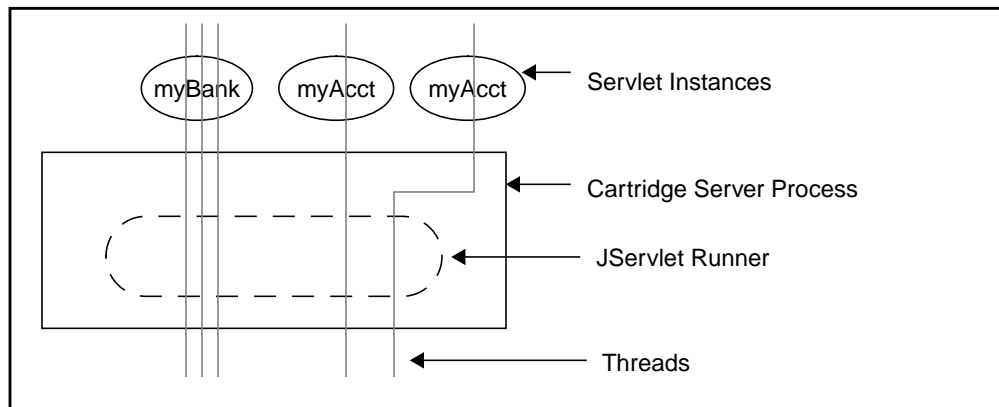 myBank
myAcct
myAcct
Servlet Instances
Cartridge Server Process
JServlet Runner
Threads